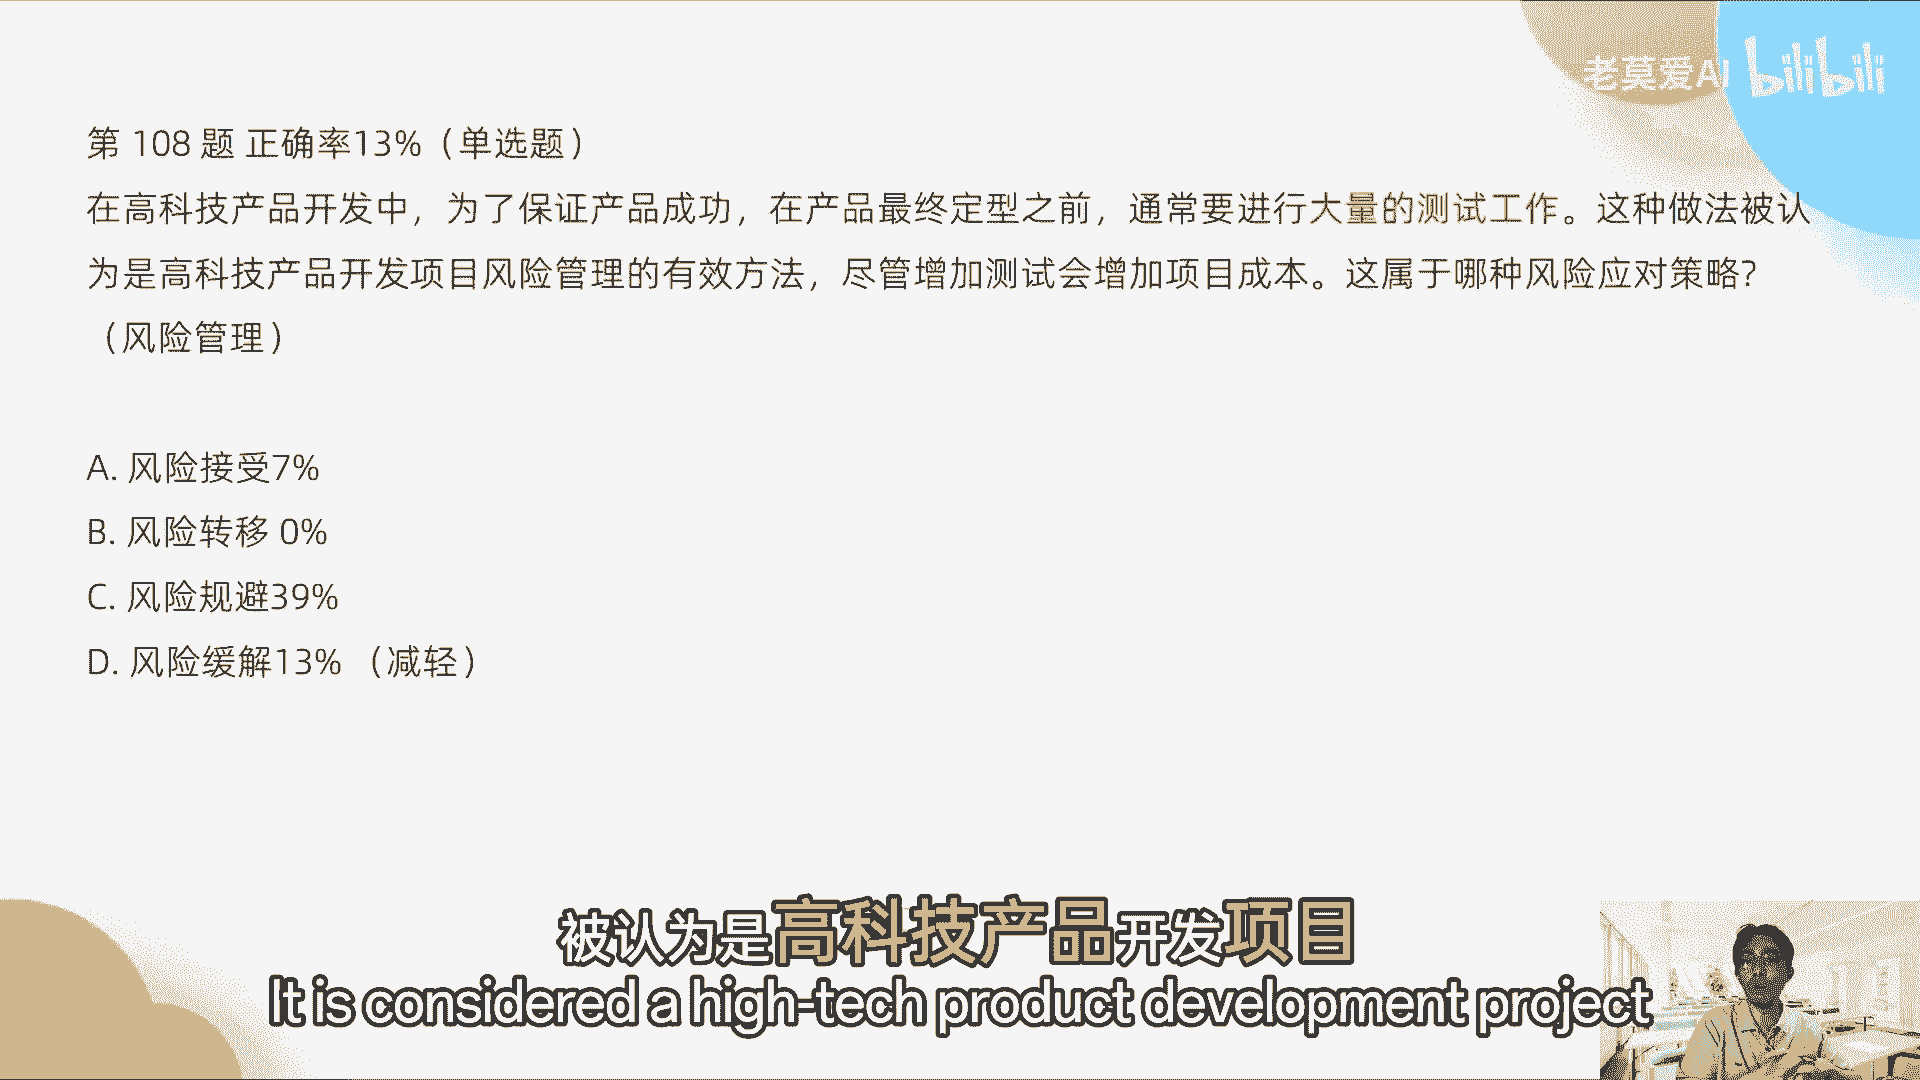 老莫爱AI bilibili
第 108 题 正确率13%（单选题）
在高科技产品开发中，为了保证产品成功，在产品最终定型之前，通常要进行大量的测试工作。这种做法被认
为是高科技产品开发项目风险管理的有效方法，尽管增加测试会增加项目成本。这属于哪种风险应对策略?
（风险管理）
A. 风险接受7%
B. 风险转移 0%
C. 风险规避39%
D. 风险缓解13% （减轻）
被认为是高科技产品开发项目
It is considered a high-tech product development project